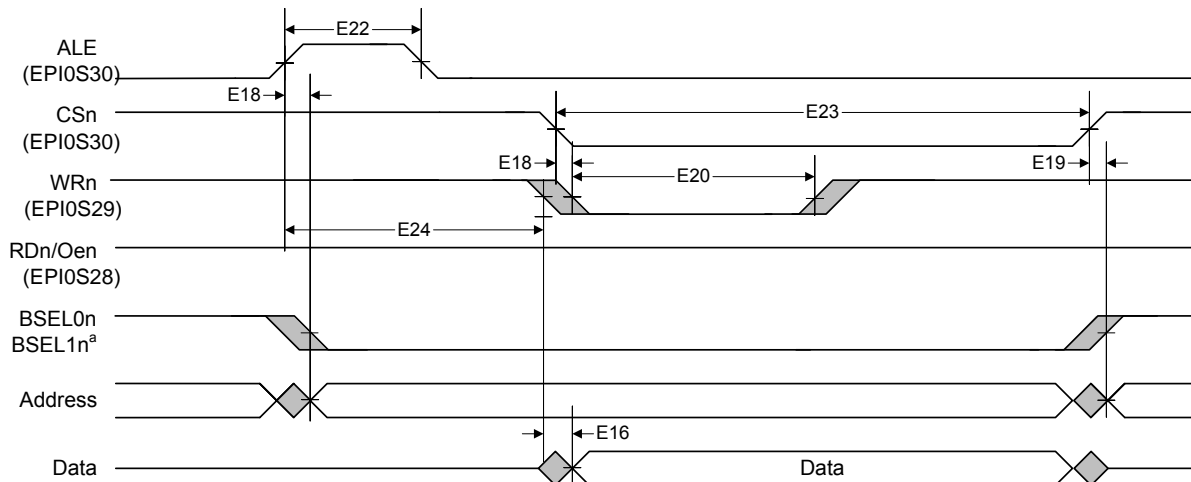 E22
ALE
(EPI0S30)
E18
CSn
(EPI0S30)
E23
E18
E20
E19
WRn
(EPI0S29)
E24
RDn/Oen
(EPI0S28)
BSEL0n
BSEL1nª
Address
E16
Data
Data